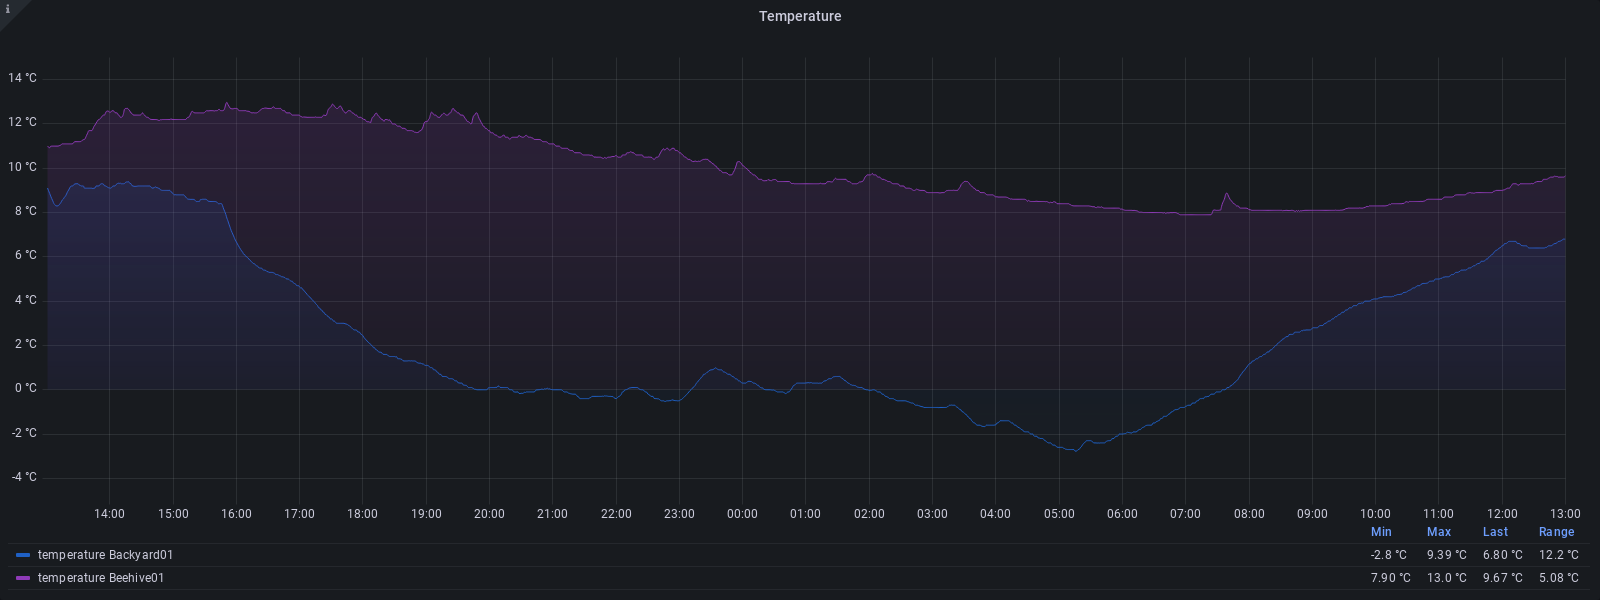 i
Temperature
14 °C
12 °C
10 °C
8 °C
6 °C
4 °C
2 °C
0 °C
-2 °C
-4 °C
14:00 15:00 16:00 17:00 18:00 19:00 20:00 21:00 22:00 23:00 00:00 01:00 02:00 03:00 04:00 05:00 06:00 07:00 08:00 09:00 10:00 11:00 12:00 13:00
Min Max Last Range
temperature Backyard01 -2.8 °C 9.39 °C 6.80 °C 12.2 °C
temperature Beehive01 7.90 °C 13.0 °C 9.67 °C 5.08 °C